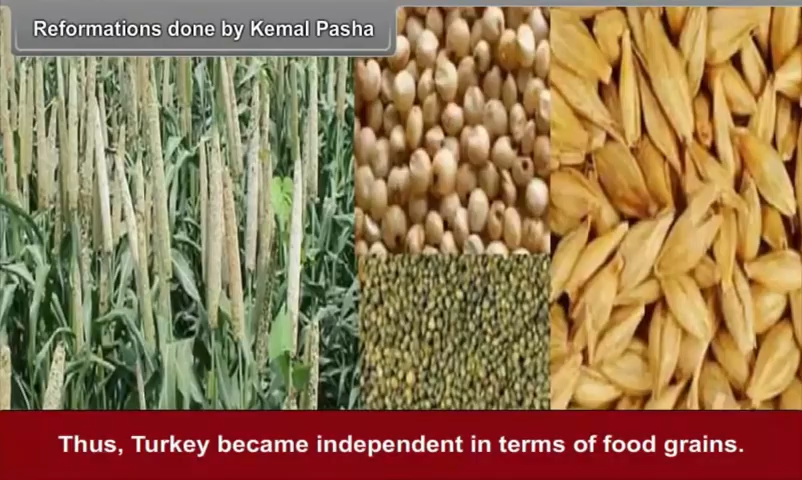 Reformations done by Kemal Pasha
Thus, Turkey became independent in terms of food grains.